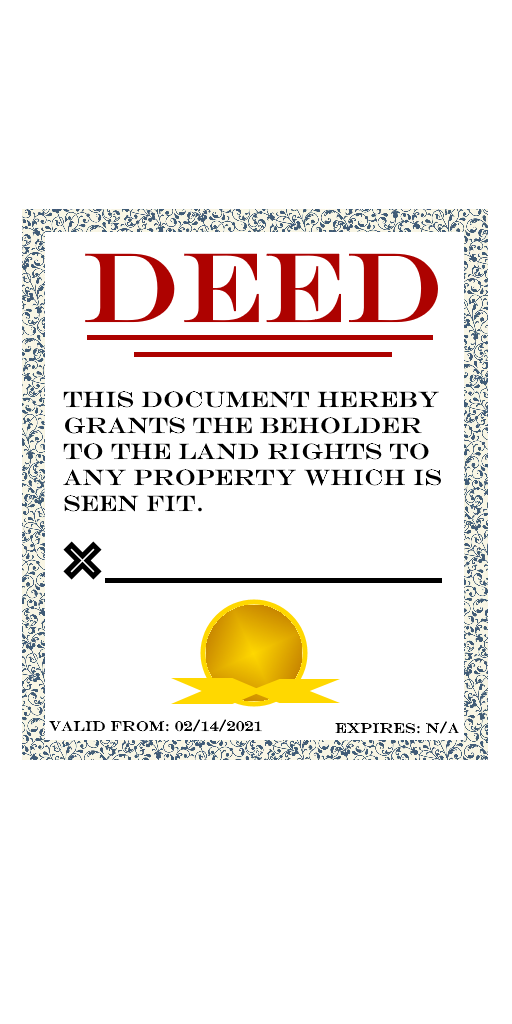 DEED
THIS DOCUMENT HEREBY
GRANTS THE BEHOLDER
TO THE LAND RIGHTS TO
ANY PROPERTY WHICH IS
SEEN FIT.
X
VALID FROM: 02/14/2021
EXPIRES: N/A